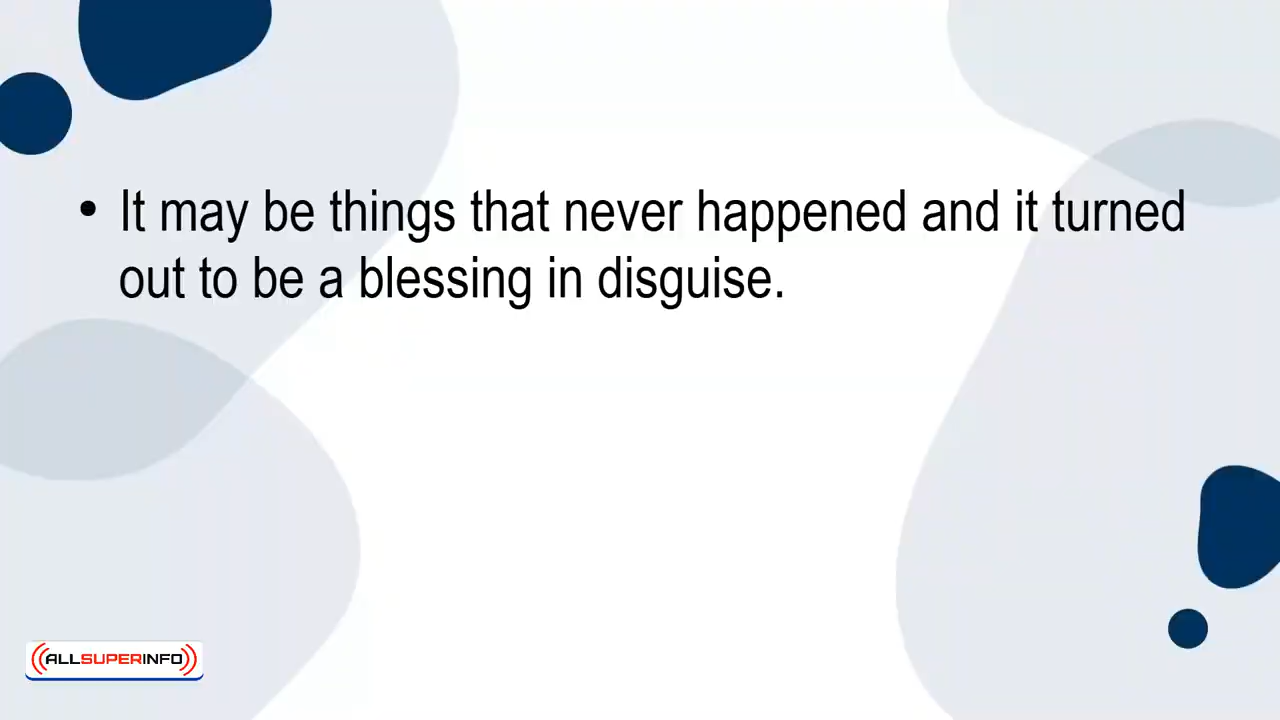 • It may be things that never happened and it turned
out to be a blessing in disguise.
ALLSUPERINFO